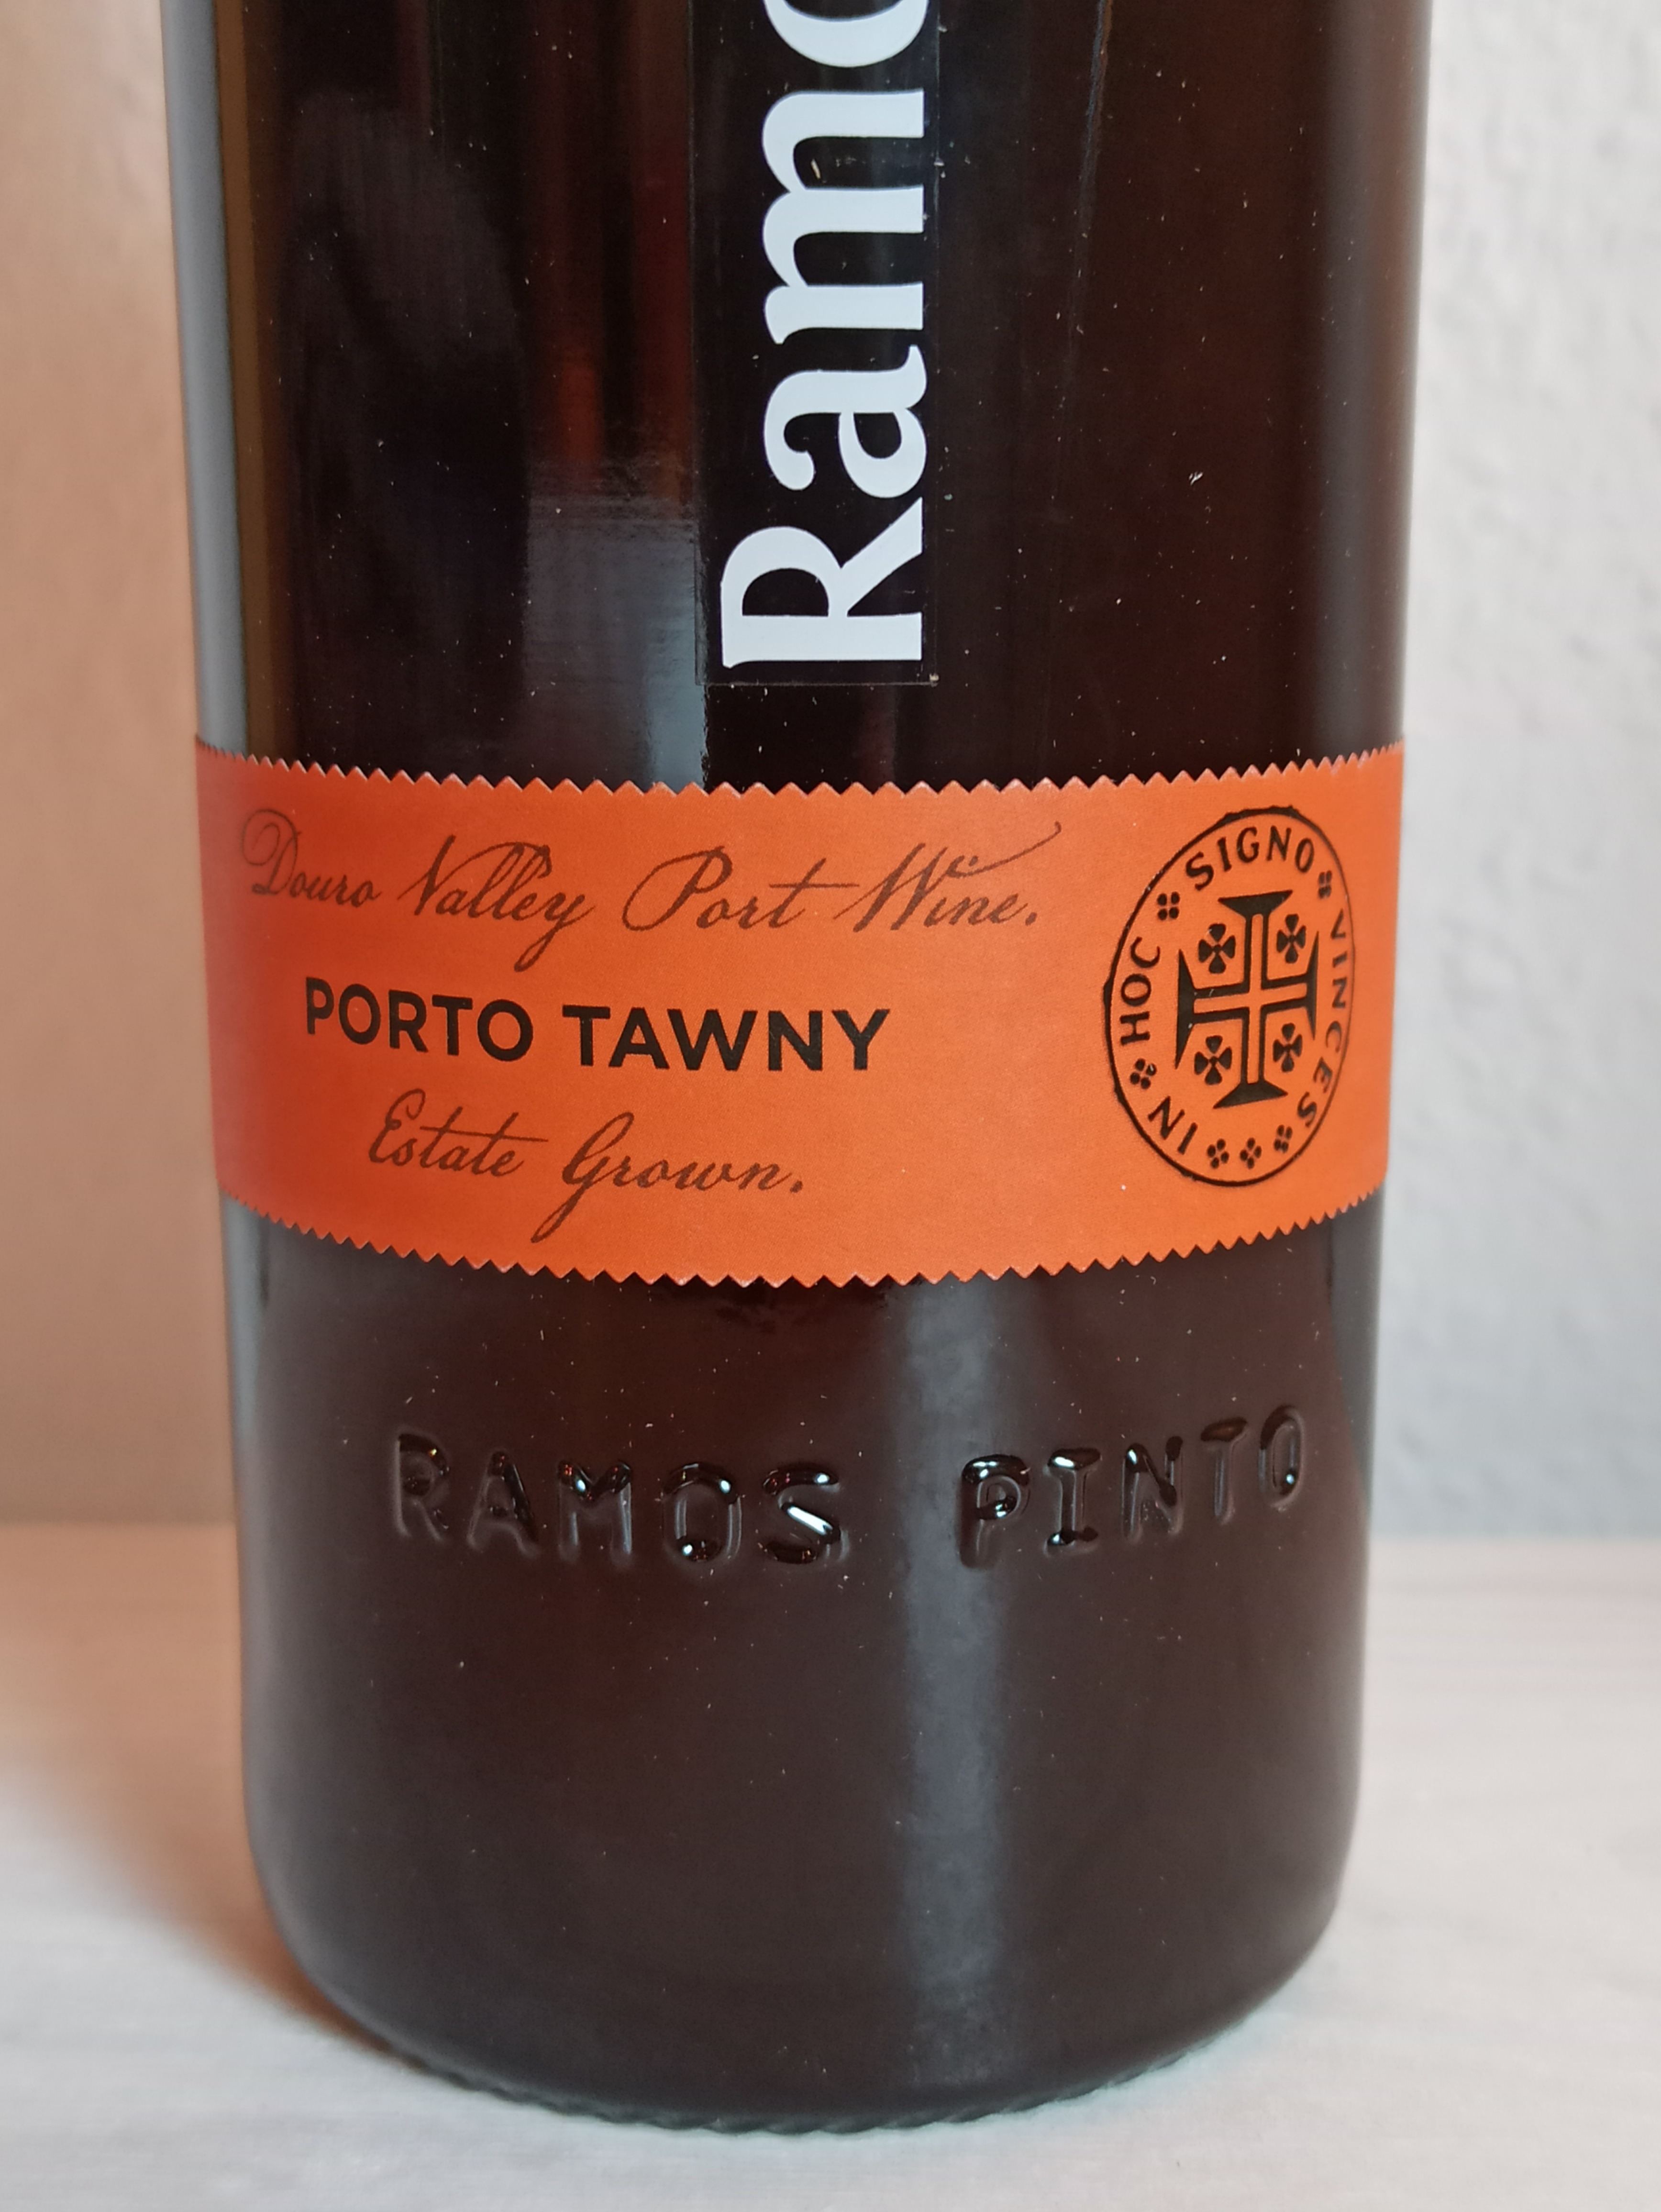 Ramo
Douro Valley Port Wine.
PORTO TAWNY
Estate Grown.
IN HOC SIGNO VINCES
RAMOS PINTO